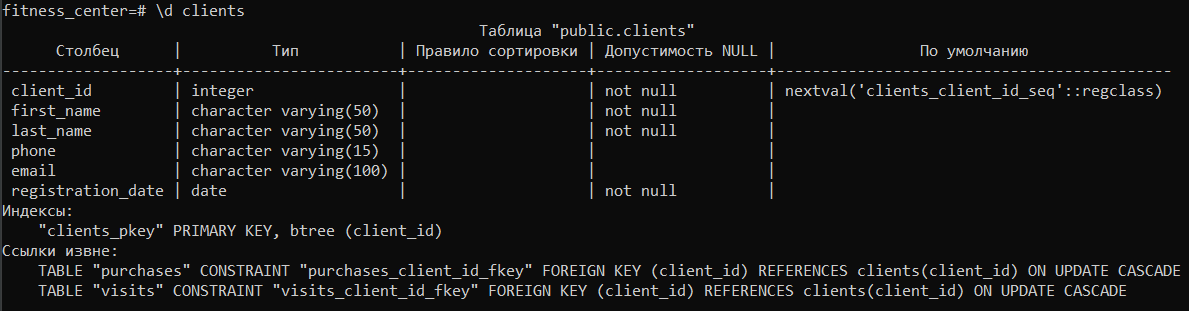 fitness_center=# \d clients
Таблица "public.clients"
Столбец | Тип | Правило сортировки | Допустимость NULL | По умолчанию
-------------------+------------------------+--------------------+-------------------+------------------------------------------
client_id | integer | | not null | nextval('clients_client_id_seq'::regclass)
first_name | character varying(50) | | not null |
last_name | character varying(50) | | not null |
phone | character varying(15) | | |
email | character varying(100) | | |
registration_date | date | | not null |
Индексы:
"clients_pkey" PRIMARY KEY, btree (client_id)
Ссылки извне:
TABLE "purchases" CONSTRAINT "purchases_client_id_fkey" FOREIGN KEY (client_id) REFERENCES clients(client_id) ON UPDATE CASCADE
TABLE "visits" CONSTRAINT "visits_client_id_fkey" FOREIGN KEY (client_id) REFERENCES clients(client_id) ON UPDATE CASCADE